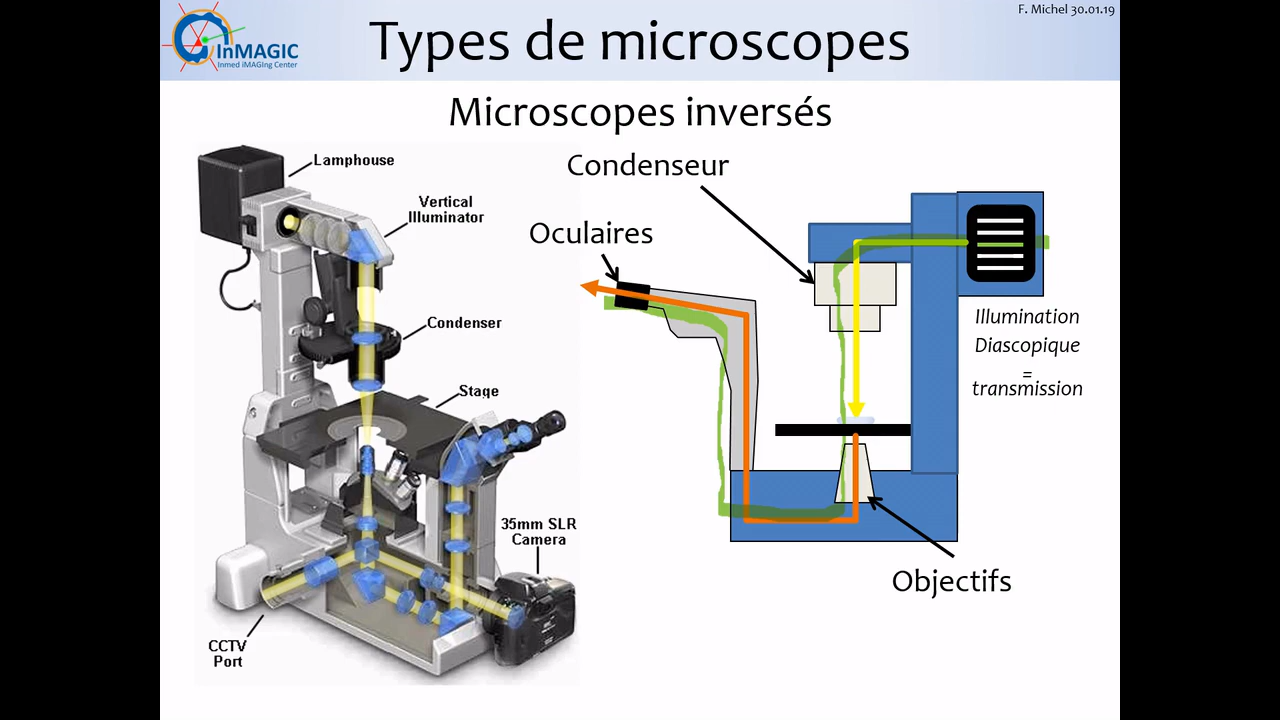 InMAGIC
Inmed iMAGing Center
Types de microscopes
F. Michel 30.01.19
Microscopes inversés
Lamphouse
Vertical
Illuminator
Condenser
Stage
35mm SLR
Camera
CCTV
Port
Condenseur
Oculaires
Illumination
Diascopique
=
transmission
Objectifs